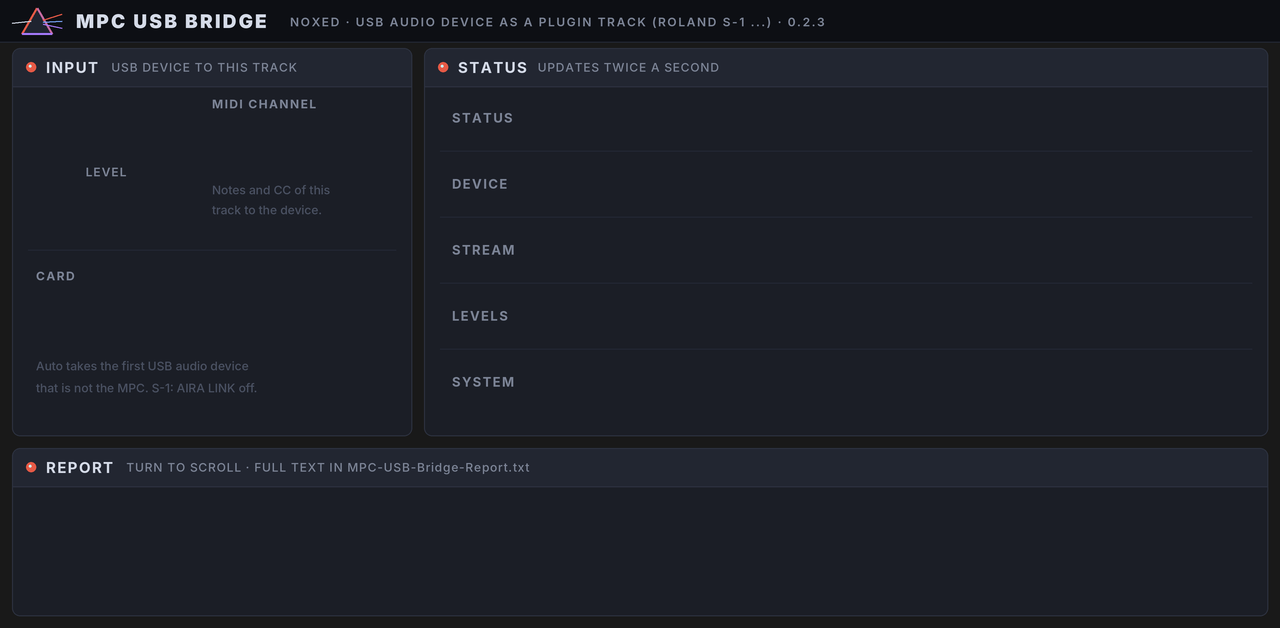 MPC USB BRIDGE
NOXED · USB AUDIO DEVICE AS A PLUGIN TRACK (ROLAND S-1 ...) · 0.2.3
INPUT USB DEVICE TO THIS TRACK
MIDI CHANNEL
LEVEL
Notes and CC of this
track to the device.
CARD
Auto takes the first USB audio device
that is not the MPC. S-1: AIRA LINK off.
STATUS UPDATES TWICE A SECOND
STATUS
DEVICE
STREAM
LEVELS
SYSTEM
REPORT TURN TO SCROLL · FULL TEXT IN MPC-USB-Bridge-Report.txt